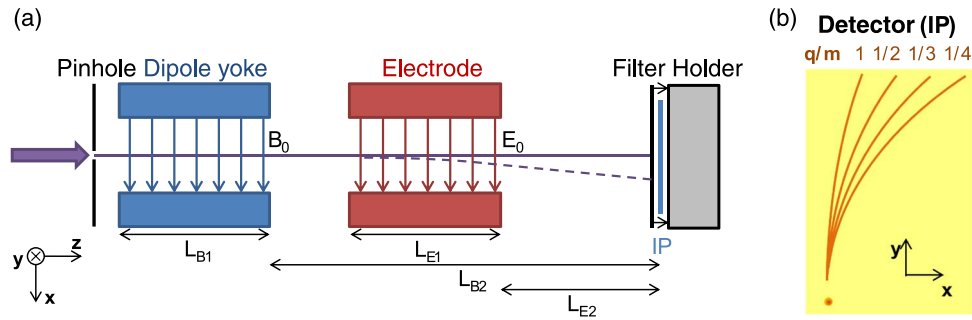 (a)
Pinhole Dipole yoke Electrode Filter Holder
B0
E0
LB1
LE1
IP
LB2
LE2
y z
x
(b)
Detector (IP)
q/m 1 1/2 1/3 1/4
y
x